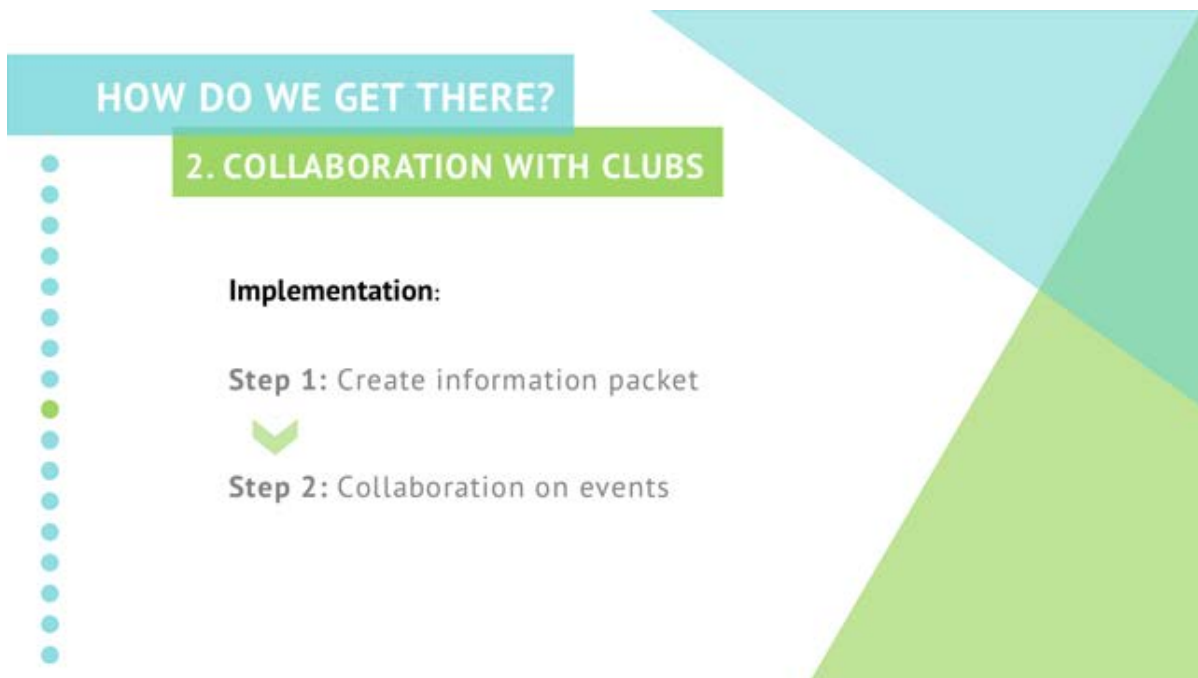 HOW DO WE GET THERE?
2. COLLABORATION WITH CLUBS
Implementation:
Step 1: Create information packet
Step 2: Collaboration on events